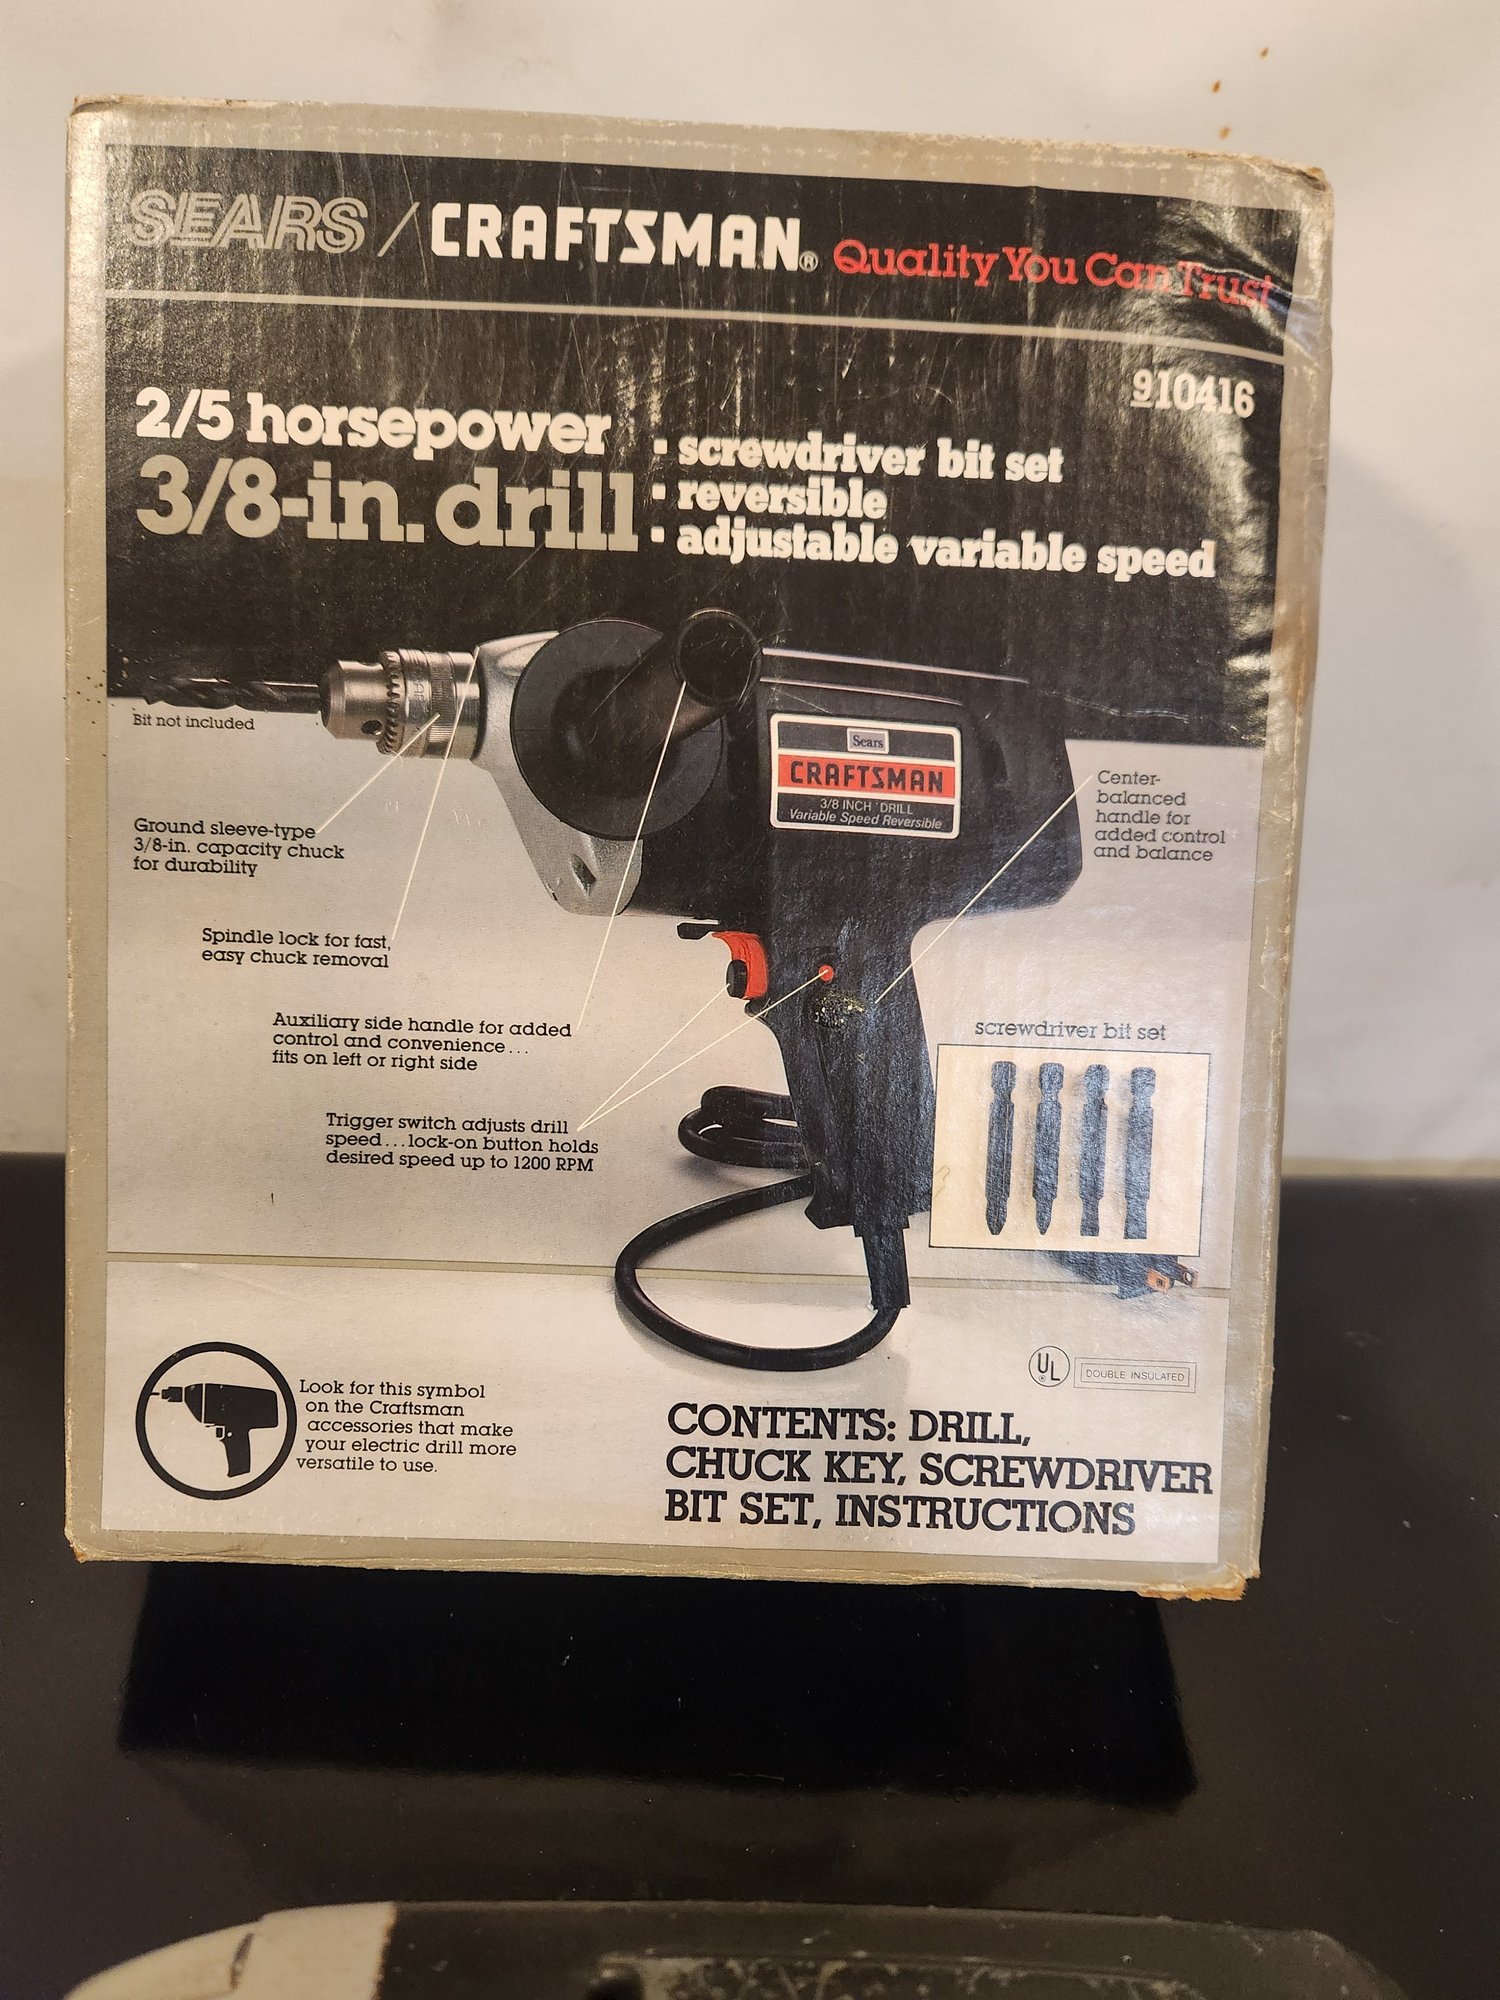 SEARS / CRAFTSMAN® Quality You Can Trust
910416
2/5 horsepower
3/8-in. drill
▪ screwdriver bit set
▪ reversible
▪ adjustable variable speed
Bit not included
Sears
CRAFTSMAN
3/8 INCH DRILL
Variable Speed Reversible
Center-
balanced
handle for
added control
and balance
Ground sleeve-type
3/8-in. capacity chuck
for durability
Spindle lock for fast,
easy chuck removal
Auxiliary side handle for added
control and convenience...
fits on left or right side
Trigger switch adjusts drill
speed...lock-on button holds
desired speed up to 1200 RPM
screwdriver bit set
UL
®
DOUBLE INSULATED
Look for this symbol
on the Craftsman
accessories that make
your electric drill more
versatile to use.
CONTENTS: DRILL,
CHUCK KEY, SCREWDRIVER
BIT SET, INSTRUCTIONS